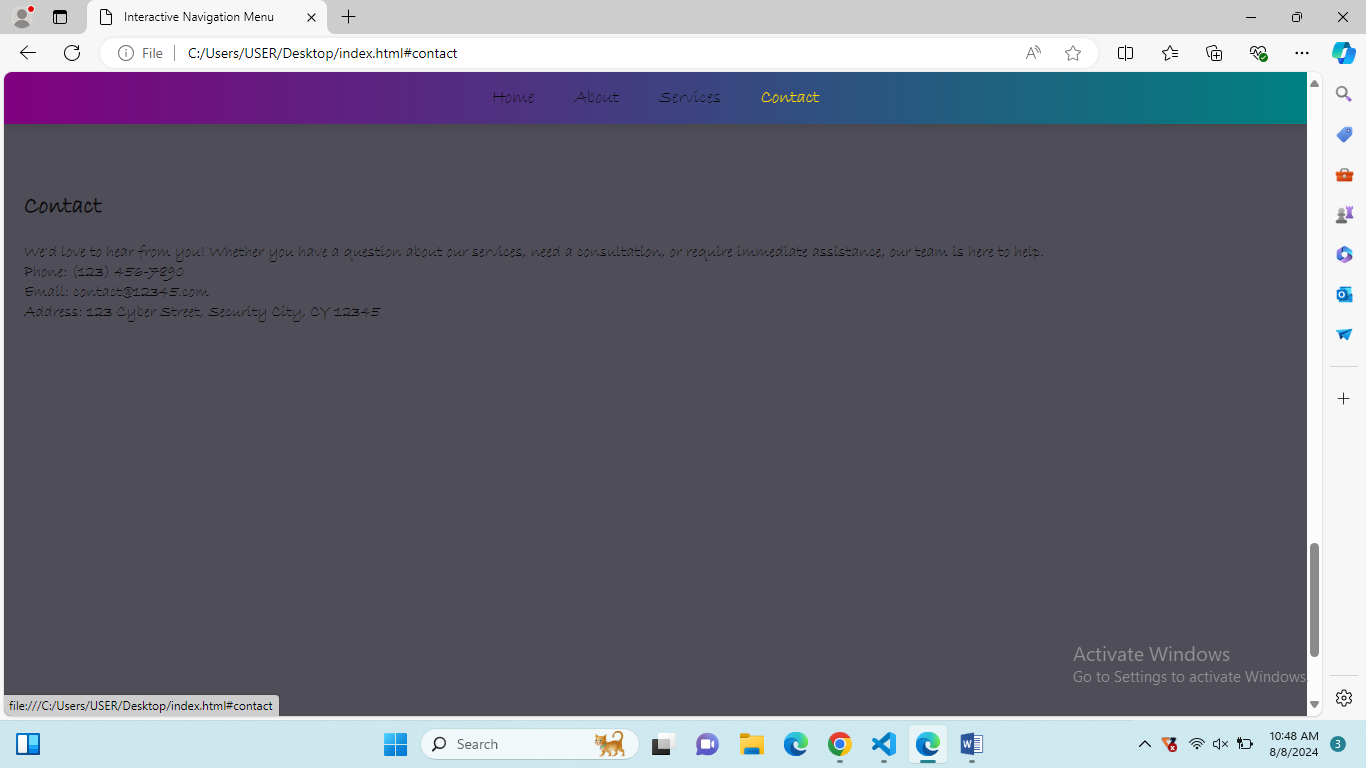 Interactive Navigation Menu
File
C:/Users/USER/Desktop/index.html#contact
Home About Services Contact
Contact
We'd love to hear from you! Whether you have a question about our services, need a consultation, or require immediate assistance, our team is here to help.
Phone: (123) 456-7890
Email: contact@12345.com
Address: 123 Cyber Street, Security City, CY 12345
Activate Windows
Go to Settings to activate Windows.
file:///C:/Users/USER/Desktop/index.html#contact
Search
10:48 AM
8/8/2024
3